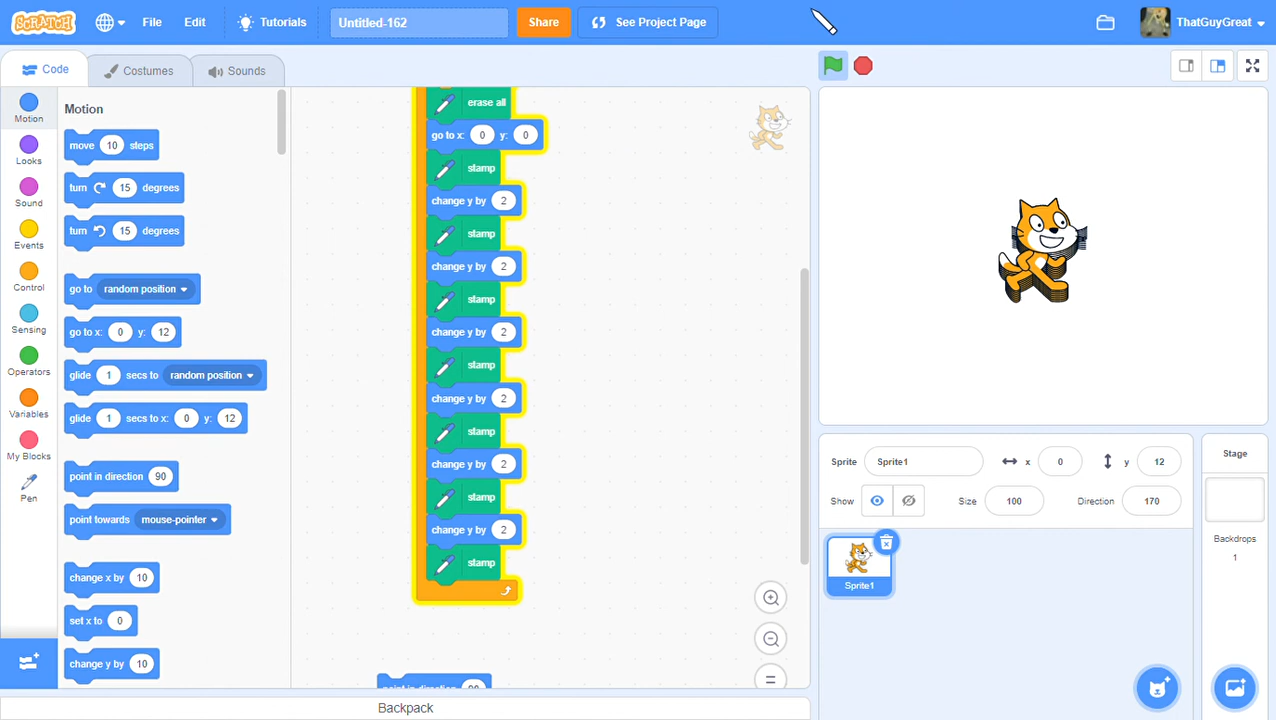 SCRATCH File Edit Tutorials Untitled-162 Share See Project Page ThatGuyGreat
Code Costumes Sounds
Motion
Looks
Sound
Events
Control
Sensing
Operators
Variables
My Blocks
Pen
Motion
move 10 steps
turn 15 degrees
turn 15 degrees
go to random position
go to x: 0 y: 12
glide 1 secs to random position
glide 1 secs to x: 0 y: 12
point in direction 90
point towards mouse-pointer
change x by 10
set x to 0
change y by 10
erase all
go to x: 0 y: 0
stamp
change y by 2
stamp
change y by 2
stamp
change y by 2
stamp
change y by 2
stamp
change y by 2
stamp
change y by 2
stamp
point in direction 90
Backpack
Sprite Sprite1 x 0 y 12
Show Size 100 Direction 170
Sprite1
Stage
Backdrops
1